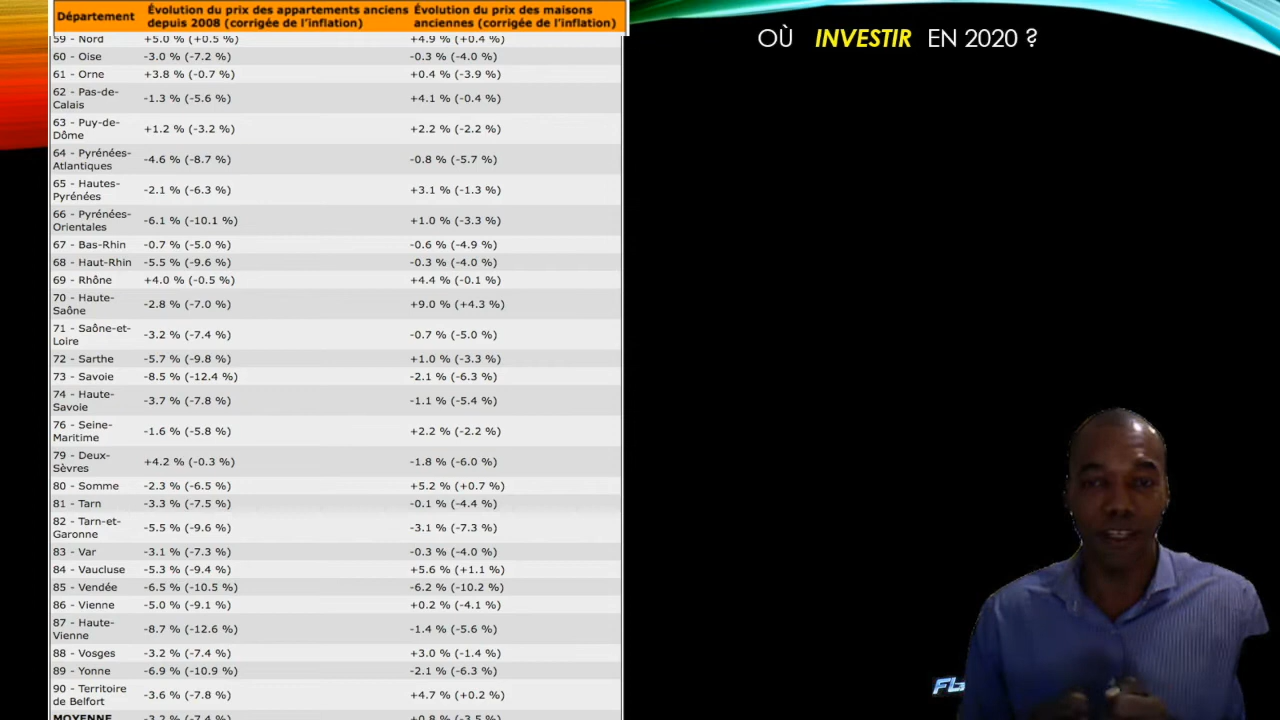 Département Évolution du prix des appartements anciens depuis 2008 (corrigée de l’inflation) Évolution du prix des maisons anciennes (corrigée de l’inflation)
59 - Nord +5.0 % (+0.5 %) +4.9 % (+0.4 %)
60 - Oise -3.0 % (-7.2 %) -0.3 % (-4.0 %)
61 - Orne +3.8 % (-0.7 %) +0.4 % (-3.9 %)
62 - Pas-de-Calais -1.3 % (-5.6 %) +4.1 % (-0.4 %)
63 - Puy-de-Dôme +1.2 % (-3.2 %) +2.2 % (-2.2 %)
64 - Pyrénées-Atlantiques -4.6 % (-8.7 %) -0.8 % (-5.7 %)
65 - Hautes-Pyrénées -2.1 % (-6.3 %) +3.1 % (-1.3 %)
66 - Pyrénées-Orientales -6.1 % (-10.1 %) +1.0 % (-3.3 %)
67 - Bas-Rhin -0.7 % (-5.0 %) -0.6 % (-4.9 %)
68 - Haut-Rhin -5.5 % (-9.6 %) -0.3 % (-4.0 %)
69 - Rhône +4.0 % (-0.5 %) +4.4 % (-0.1 %)
70 - Haute-Saône -2.8 % (-7.0 %) +9.0 % (+4.3 %)
71 - Saône-et-Loire -3.2 % (-7.4 %) -0.7 % (-5.0 %)
72 - Sarthe -5.7 % (-9.8 %) +1.0 % (-3.3 %)
73 - Savoie -8.5 % (-12.4 %) -2.1 % (-6.3 %)
74 - Haute-Savoie -3.7 % (-7.8 %) -1.1 % (-5.4 %)
76 - Seine-Maritime -1.6 % (-5.8 %) +2.2 % (-2.2 %)
79 - Deux-Sèvres +4.2 % (-0.3 %) -1.8 % (-6.0 %)
80 - Somme -2.3 % (-6.5 %) +5.2 % (+0.7 %)
81 - Tarn -3.3 % (-7.5 %) -0.1 % (-4.4 %)
82 - Tarn-et-Garonne -5.5 % (-9.6 %) -3.1 % (-7.3 %)
83 - Var -3.1 % (-7.3 %) -0.3 % (-4.0 %)
84 - Vaucluse -5.3 % (-9.4 %) +5.6 % (+1.1 %)
85 - Vendée -6.5 % (-10.5 %) -6.2 % (-10.2 %)
86 - Vienne -5.0 % (-9.1 %) +0.2 % (-4.1 %)
87 - Haute-Vienne -8.7 % (-12.6 %) -1.4 % (-5.6 %)
88 - Vosges -3.2 % (-7.4 %) +3.0 % (-1.4 %)
89 - Yonne -6.9 % (-10.9 %) -2.1 % (-6.3 %)
90 - Territoire de Belfort -3.6 % (-7.8 %) +4.7 % (+0.2 %)
MOYENNE -3.2 % (-7.4 %) +0.8 % (-3.5 %)
OÙ INVESTIR EN 2020 ?